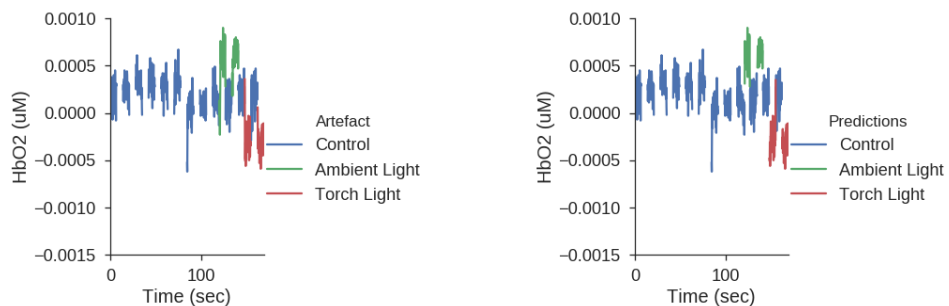 0.0010
0.0005
0.0000
−0.0005
−0.0010
−0.0015
HbO2 (uM)
0
100
Time (sec)
Artefact
Control
Ambient Light
Torch Light
0.0010
0.0005
0.0000
−0.0005
−0.0010
−0.0015
HbO2 (uM)
0
100
Time (sec)
Predictions
Control
Ambient Light
Torch Light